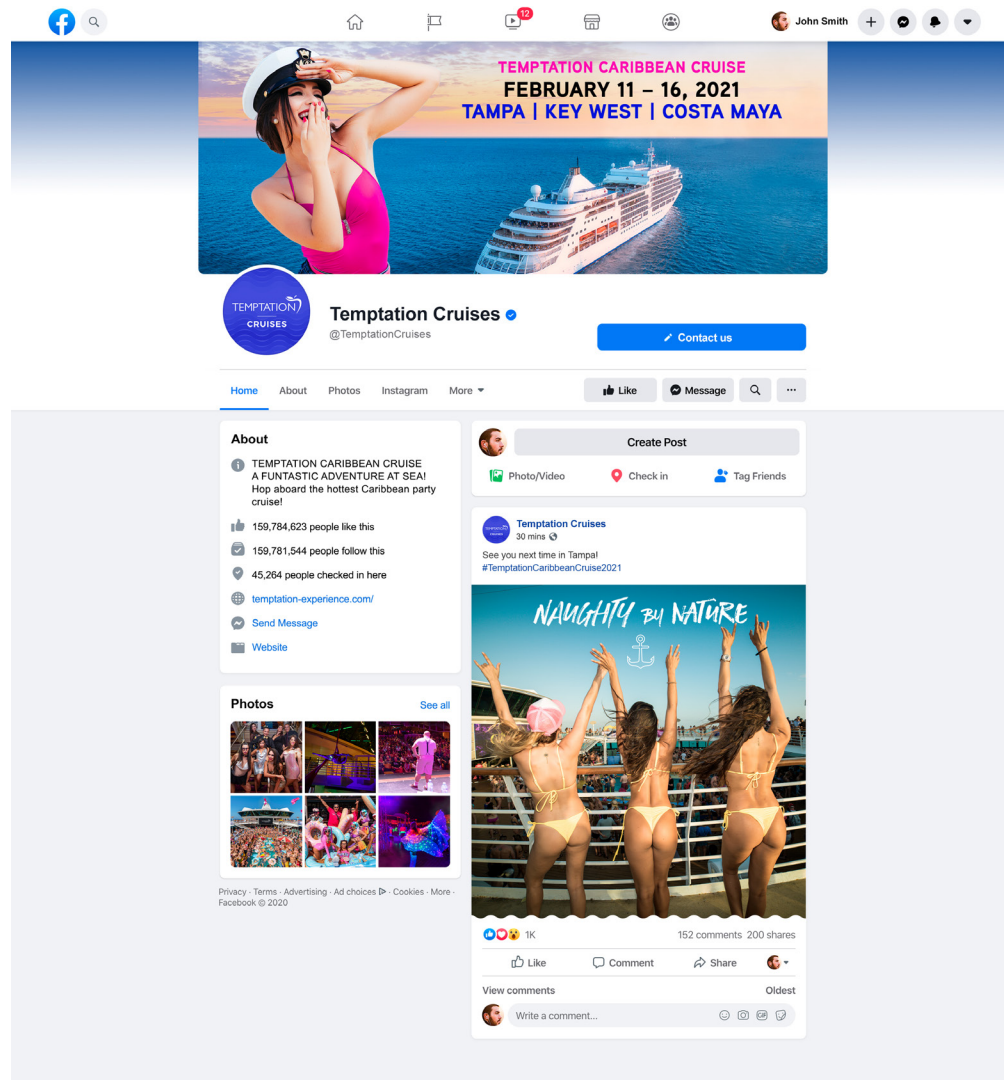 12
John Smith
TEMPTATION CARIBBEAN CRUISE
FEBRUARY 11 – 16, 2021
TAMPA | KEY WEST | COSTA MAYA
TEMPTATION
CRUISES
Temptation Cruises
@TemptationCruises
Contact us
Home
About
Photos
Instagram
More
Like
Message
About
TEMPTATION CARIBBEAN CRUISE
A FUNTASTIC ADVENTURE AT SEA!
Hop aboard the hottest Caribbean party
cruise!
159,784,623 people like this
159,781,544 people follow this
45,264 people checked in here
temptation-experience.com/
Send Message
Website
Photos
See all
Privacy · Terms · Advertising · Ad choices · Cookies · More ·
Facebook © 2020
Create Post
Photo/Video
Check in
Tag Friends
TEMPTATION
CRUISES
Temptation Cruises
30 mins
See you next time in Tampa!
#TemptationCaribbeanCruise2021
NAUGHTY BY NATURE
1K
152 comments 200 shares
Like
Comment
Share
View comments
Oldest
Write a comment...
GIF